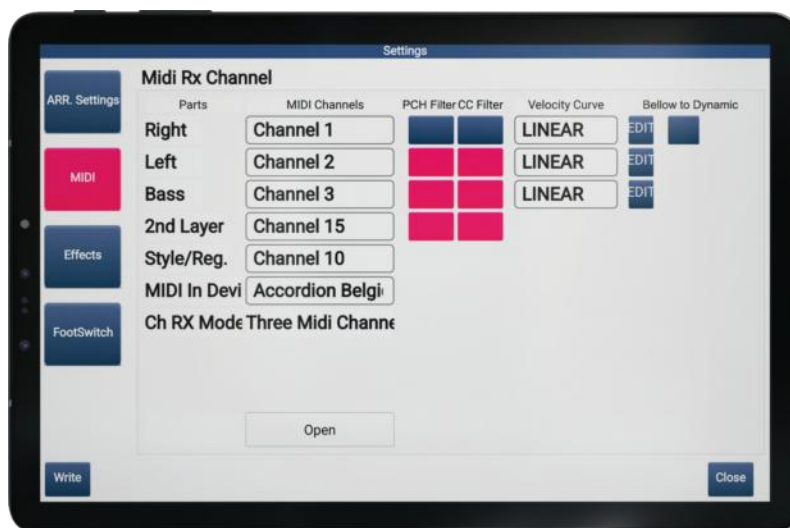 Settings
ARR. Settings
MIDI
Effects
FootSwitch
Midi Rx Channel
Parts MIDI Channels PCH Filter CC Filter Velocity Curve Bellow to Dynamic
Right Channel 1 LINEAR EDIT
Left Channel 2 LINEAR EDIT
Bass Channel 3 LINEAR EDIT
2nd Layer Channel 15
Style/Reg. Channel 10
MIDI In Devi Accordion Belgi
Ch RX Mode Three Midi Channe
Open
Write Close